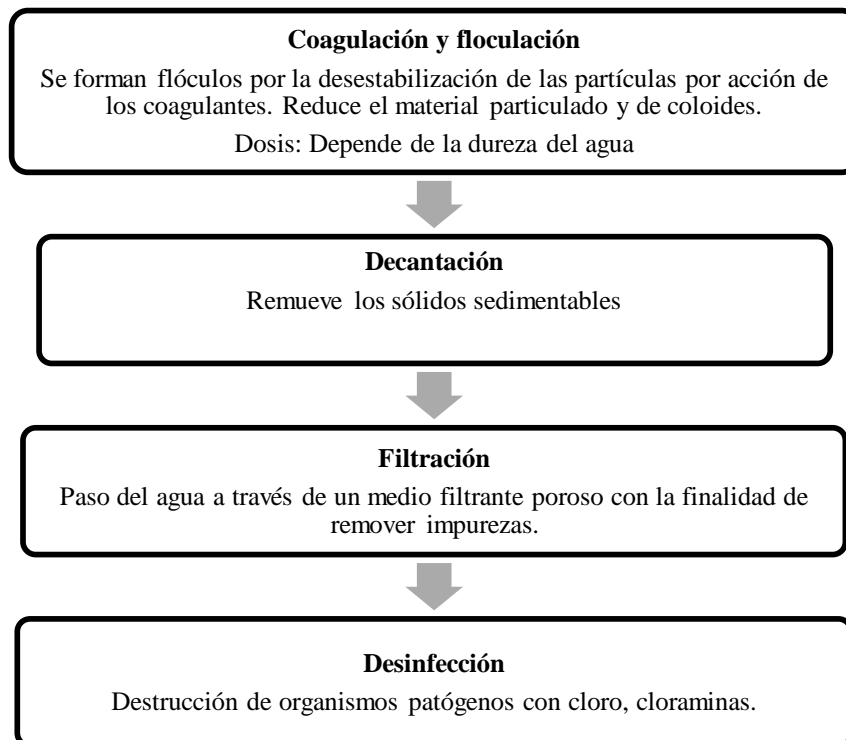 Coagulación y floculación
Se forman flóculos por la desestabilización de las partículas por acción de
los coagulantes. Reduce el material particulado y de coloides.
Dosis: Depende de la dureza del agua
Decantación
Remueve los sólidos sedimentables
Filtración
Paso del agua a través de un medio filtrante poroso con la finalidad de
remover impurezas.
Desinfección
Destrucción de organismos patógenos con cloro, cloraminas.